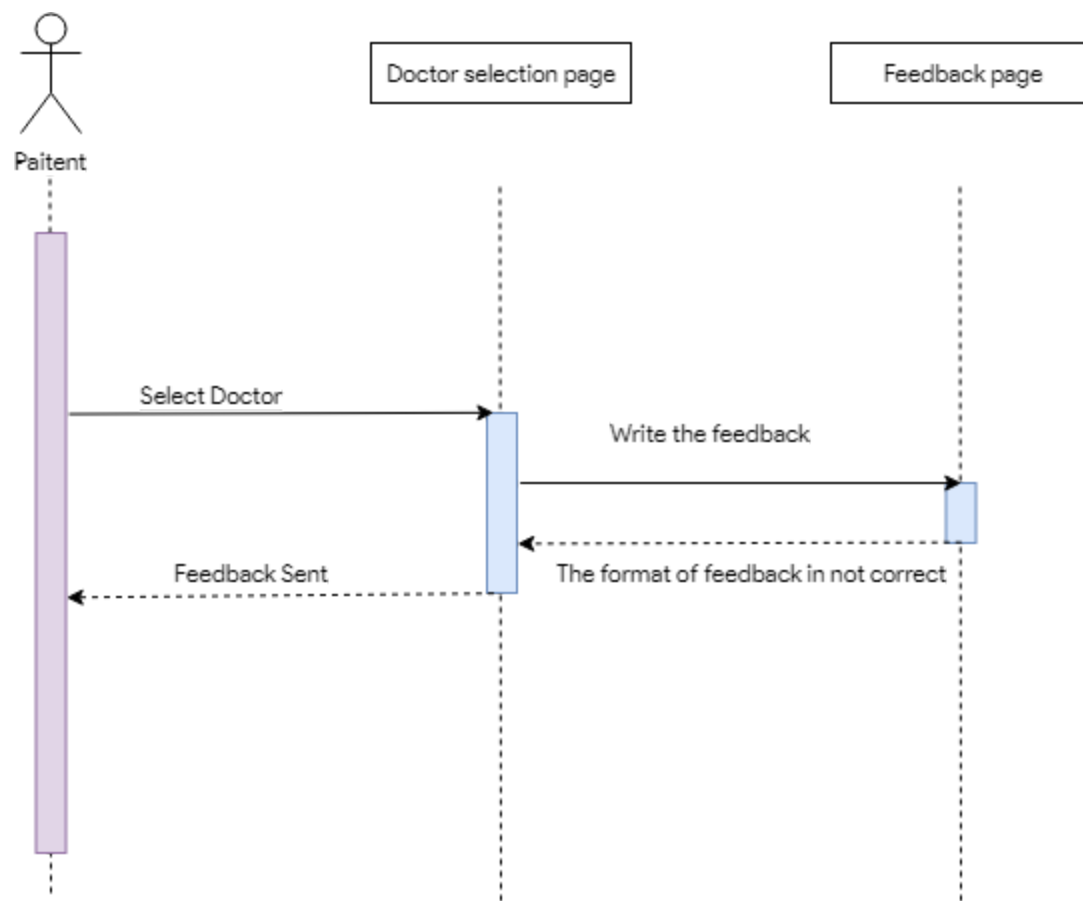 Doctor selection page
Feedback page
Paitent
Select Doctor
Write the feedback
Feedback Sent
The format of feedback in not correct